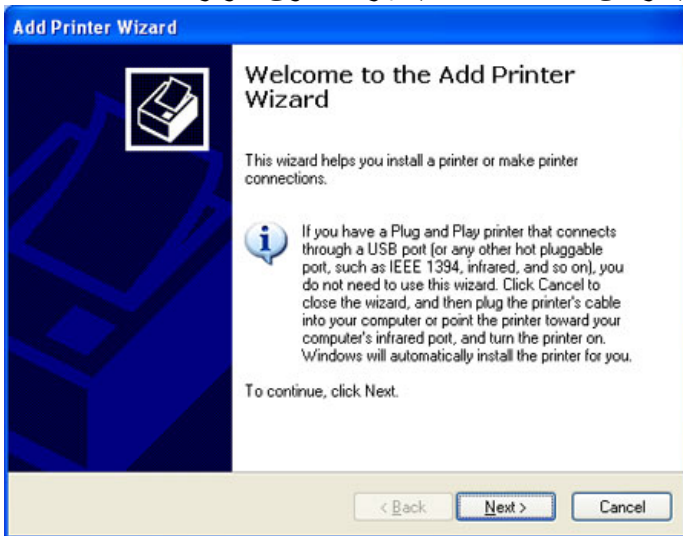 Add Printer Wizard
Welcome to the Add Printer
Wizard
This wizard helps you install a printer or make printer
connections.
If you have a Plug and Play printer that connects
through a USB port (or any other hot pluggable
port, such as IEEE 1394, infrared, and so on), you
do not need to use this wizard. Click Cancel to
close the wizard, and then plug the printer's cable
into your computer or point the printer toward your
computer's infrared port, and turn the printer on.
Windows will automatically install the printer for you.
To continue, click Next.
< Back Next > Cancel